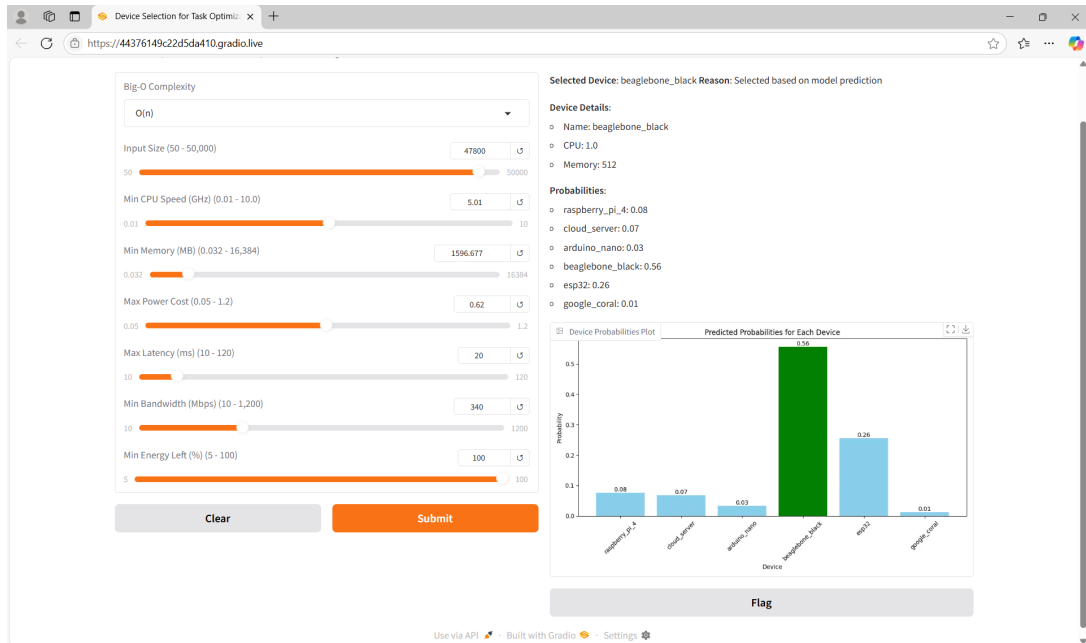 Device Selection for Task Optimiz
https://44376149c22d5da410.gradio.live
Big-O Complexity
O(n)
Input Size (50 - 50,000)
47800
50
50000
Min CPU Speed (GHz) (0.01 - 10.0)
5.01
0.01
10
Min Memory (MB) (0.032 - 16,384)
1596.677
0.032
16384
Max Power Cost (0.05 - 1.2)
0.62
0.05
1.2
Max Latency (ms) (10 - 120)
20
10
120
Min Bandwidth (Mbps) (10 - 1,200)
340
10
1200
Min Energy Left (%) (5 - 100)
100
5
100
Clear
Submit
Selected Device: beaglebone_black Reason: Selected based on model prediction
Device Details:
Name: beaglebone_black
CPU: 1.0
Memory: 512
Probabilities:
raspberry_pi_4: 0.08
cloud_server: 0.07
arduino_nano: 0.03
beaglebone_black: 0.56
esp32: 0.26
google_coral: 0.01
Device Probabilities Plot
Predicted Probabilities for Each Device
0.56
0.5
0.4
0.3
0.26
0.2
0.1
0.08
0.07
0.03
0.01
0.0
Probability
raspberry_pi_4
cloud_server
arduino_nano
beaglebone_black
esp32
google_coral
Device
Flag
Use via API · Built with Gradio · Settings